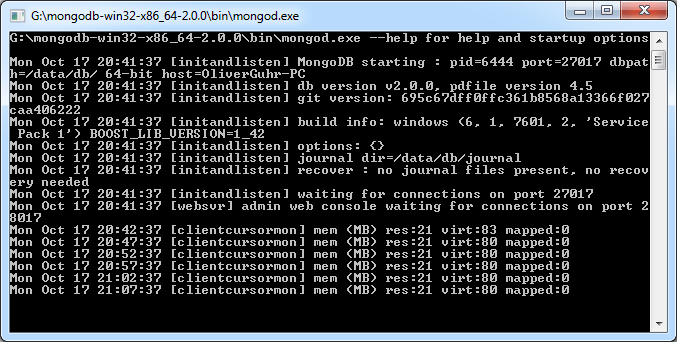 G:\mongodb-win32-x86_64-2.0.0\bin\mongod.exe
G:\mongodb-win32-x86_64-2.0.0\bin\mongod.exe --help for help and startup options
Mon Oct 17 20:41:37 [initandlisten] MongoDB starting : pid=6444 port=27017 dbpat
h=/data/db/ 64-bit host=OliverGuhr-PC
Mon Oct 17 20:41:37 [initandlisten] db version v2.0.0, pdfile version 4.5
Mon Oct 17 20:41:37 [initandlisten] git version: 695c67dff0ffc361b8568a13366f027
caa406222
Mon Oct 17 20:41:37 [initandlisten] build info: windows (6, 1, 7601, 2, 'Service
 Pack 1') BOOST_LIB_VERSION=1_42
Mon Oct 17 20:41:37 [initandlisten] options: {}
Mon Oct 17 20:41:37 [initandlisten] journal dir=/data/db/journal
Mon Oct 17 20:41:37 [initandlisten] recover : no journal files present, no recov
ery needed
Mon Oct 17 20:41:37 [initandlisten] waiting for connections on port 27017
Mon Oct 17 20:41:37 [websvr] admin web console waiting for connections on port 2
8017
Mon Oct 17 20:42:37 [clientcursormon] mem (MB) res:21 virt:83 mapped:0
Mon Oct 17 20:47:37 [clientcursormon] mem (MB) res:21 virt:80 mapped:0
Mon Oct 17 20:52:37 [clientcursormon] mem (MB) res:21 virt:80 mapped:0
Mon Oct 17 20:57:37 [clientcursormon] mem (MB) res:21 virt:80 mapped:0
Mon Oct 17 21:02:37 [clientcursormon] mem (MB) res:21 virt:80 mapped:0
Mon Oct 17 21:07:37 [clientcursormon] mem (MB) res:21 virt:80 mapped:0